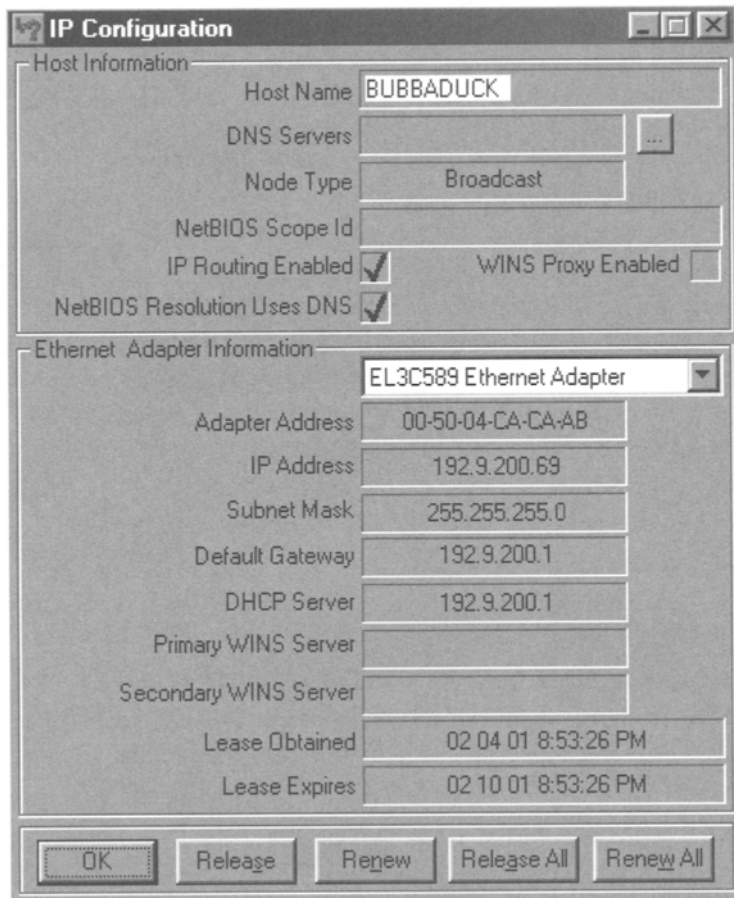 IP Configuration
Host Information
Host Name BUBBADUCK
DNS Servers ...
Node Type Broadcast
NetBIOS Scope Id
IP Routing Enabled WINS Proxy Enabled
NetBIOS Resolution Uses DNS
Ethernet Adapter Information
EL3C589 Ethernet Adapter
Adapter Address 00-50-04-CA-CA-AB
IP Address 192.9.200.69
Subnet Mask 255.255.255.0
Default Gateway 192.9.200.1
DHCP Server 192.9.200.1
Primary WINS Server
Secondary WINS Server
Lease Obtained 02 04 01 8:53:26 PM
Lease Expires 02 10 01 8:53:26 PM
OK Release Renew Release All Renew All